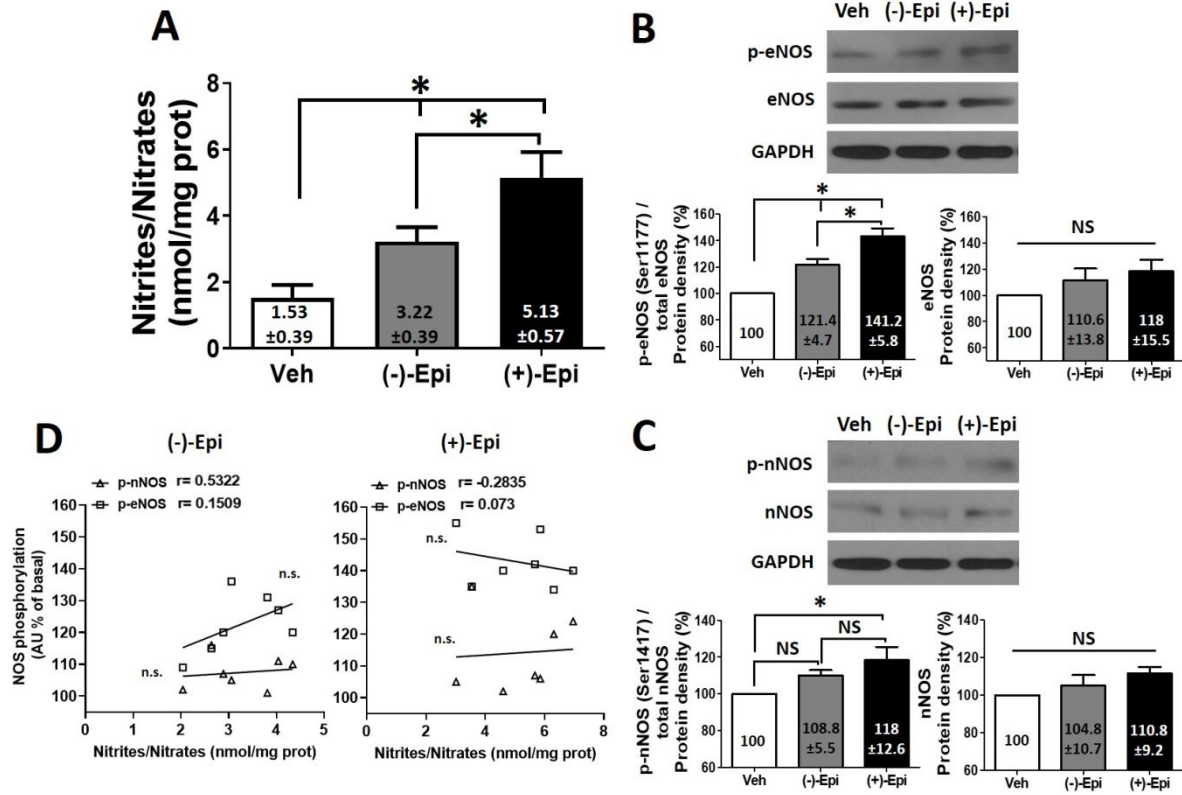 A
Nitrites/Nitrates
(nmol/mg prot)
8
6
4
2
0
*
*
1.53
±0.39
3.22
±0.39
5.13
±0.57
Veh (-)-Epi (+)-Epi
B
Veh (-)-Epi (+)-Epi
p-eNOS
eNOS
GAPDH
p-eNOS (Ser1177) /
total eNOS
Protein density (%)
160
140
120
100
80
60
*
*
100
121.4
±4.7
141.2
±5.8
Veh (-)-Epi (+)-Epi
eNOS
Protein density (%)
160
140
120
100
80
60
NS
100
110.6
±13.8
118
±15.5
Veh (-)-Epi (+)-Epi
C
Veh (-)-Epi (+)-Epi
p-nNOS
nNOS
GAPDH
p-nNOS (Ser1417) /
total nNOS
Protein density (%)
140
120
100
80
60
*
NS
NS
100
108.8
±5.5
118
±12.6
Veh (-)-Epi (+)-Epi
nNOS
Protein density (%)
140
120
100
80
60
NS
100
104.8
±10.7
110.8
±9.2
Veh (-)-Epi (+)-Epi
D
(-)-Epi
p-nNOS r= 0.5322
p-eNOS r= 0.1509
NOS phosphorylation
(AU % of basal)
160
150
140
130
120
110
100
n.s.
n.s.
0 1 2 3 4 5
Nitrites/Nitrates (nmol/mg prot)
(+)-Epi
p-nNOS r= -0.2835
p-eNOS r= 0.073
160
150
140
130
120
110
100
n.s.
n.s.
0 1 2 3 4 5 6 7 8
Nitrites/Nitrates (nmol/mg prot)